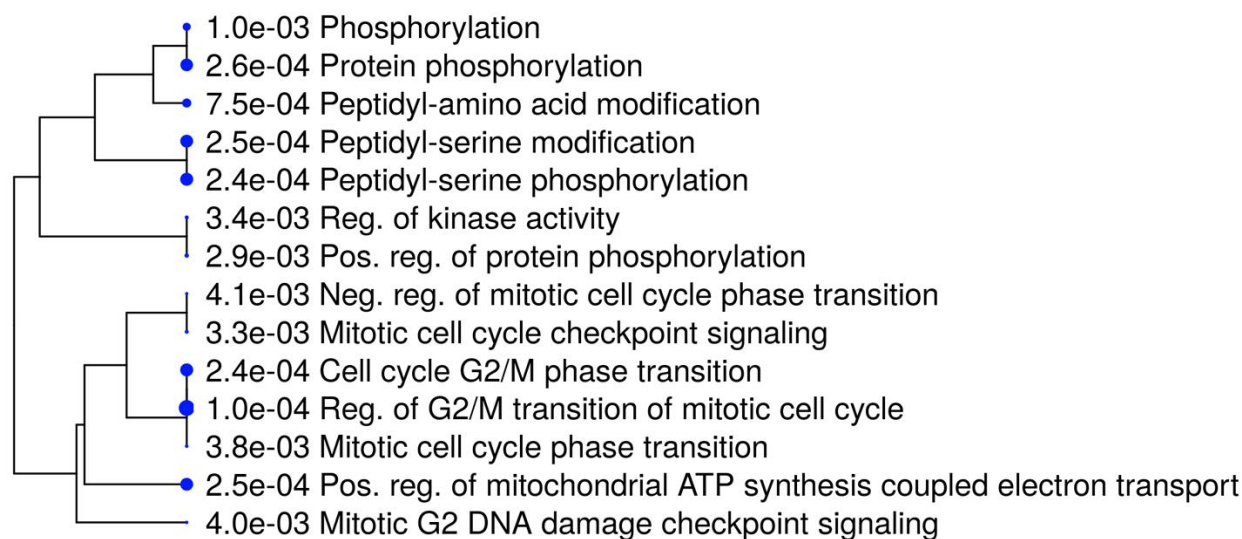 1.0e-03 Phosphorylation
2.6e-04 Protein phosphorylation
7.5e-04 Peptidyl-amino acid modification
2.5e-04 Peptidyl-serine modification
2.4e-04 Peptidyl-serine phosphorylation
3.4e-03 Reg. of kinase activity
2.9e-03 Pos. reg. of protein phosphorylation
4.1e-03 Neg. reg. of mitotic cell cycle phase transition
3.3e-03 Mitotic cell cycle checkpoint signaling
2.4e-04 Cell cycle G2/M phase transition
1.0e-04 Reg. of G2/M transition of mitotic cell cycle
3.8e-03 Mitotic cell cycle phase transition
2.5e-04 Pos. reg. of mitochondrial ATP synthesis coupled electron transport
4.0e-03 Mitotic G2 DNA damage checkpoint signaling